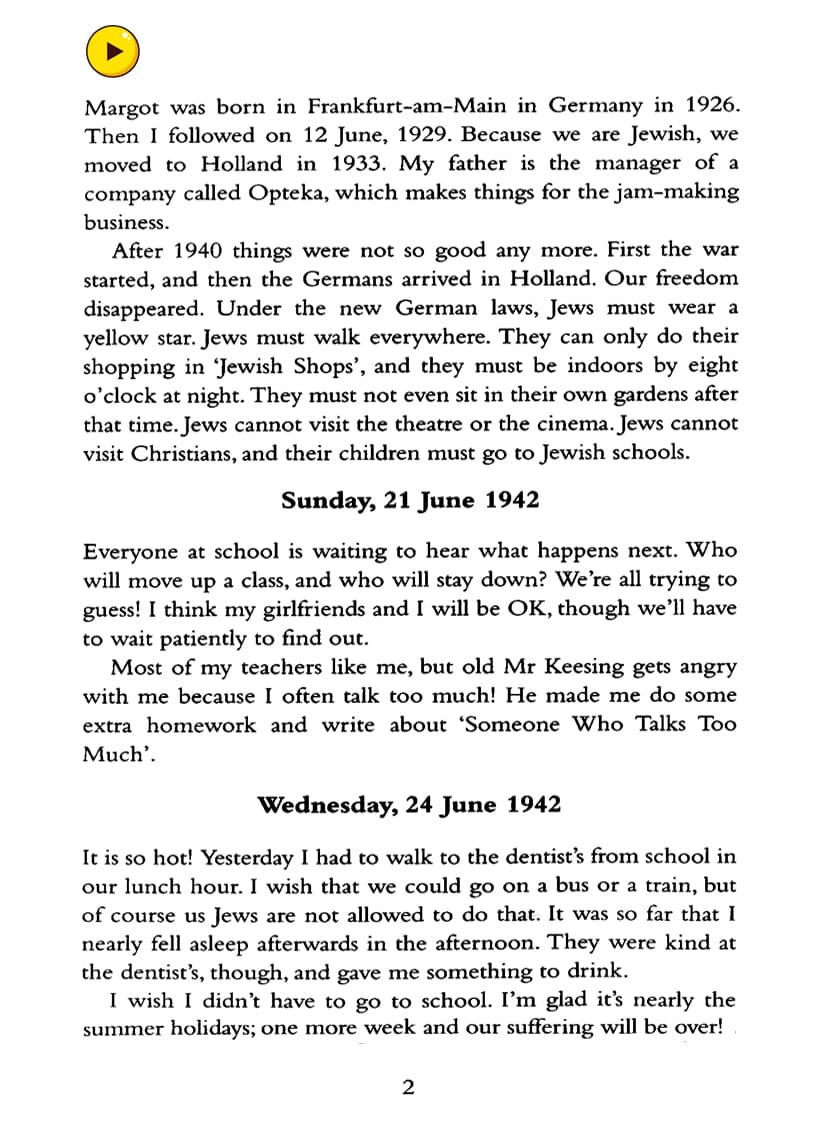 Margot was born in Frankfurt-am-Main in Germany in 1926.
Then I followed on 12 June, 1929. Because we are Jewish, we
moved to Holland in 1933. My father is the manager of a
company called Opteka, which makes things for the jam-making
business.
After 1940 things were not so good any more. First the war
started, and then the Germans arrived in Holland. Our freedom
disappeared. Under the new German laws, Jews must wear a
yellow star. Jews must walk everywhere. They can only do their
shopping in ‘Jewish Shops’, and they must be indoors by eight
o’clock at night. They must not even sit in their own gardens after
that time. Jews cannot visit the theatre or the cinema. Jews cannot
visit Christians, and their children must go to Jewish schools.
Sunday, 21 June 1942
Everyone at school is waiting to hear what happens next. Who
will move up a class, and who will stay down? We’re all trying to
guess! I think my girlfriends and I will be OK, though we’ll have
to wait patiently to find out.
Most of my teachers like me, but old Mr Keesing gets angry
with me because I often talk too much! He made me do some
extra homework and write about ‘Someone Who Talks Too
Much’.
Wednesday, 24 June 1942
It is so hot! Yesterday I had to walk to the dentist’s from school in
our lunch hour. I wish that we could go on a bus or a train, but
of course us Jews are not allowed to do that. It was so far that I
nearly fell asleep afterwards in the afternoon. They were kind at
the dentist’s, though, and gave me something to drink.
I wish I didn’t have to go to school. I’m glad it’s nearly the
summer holidays; one more week and our suffering will be over!
2